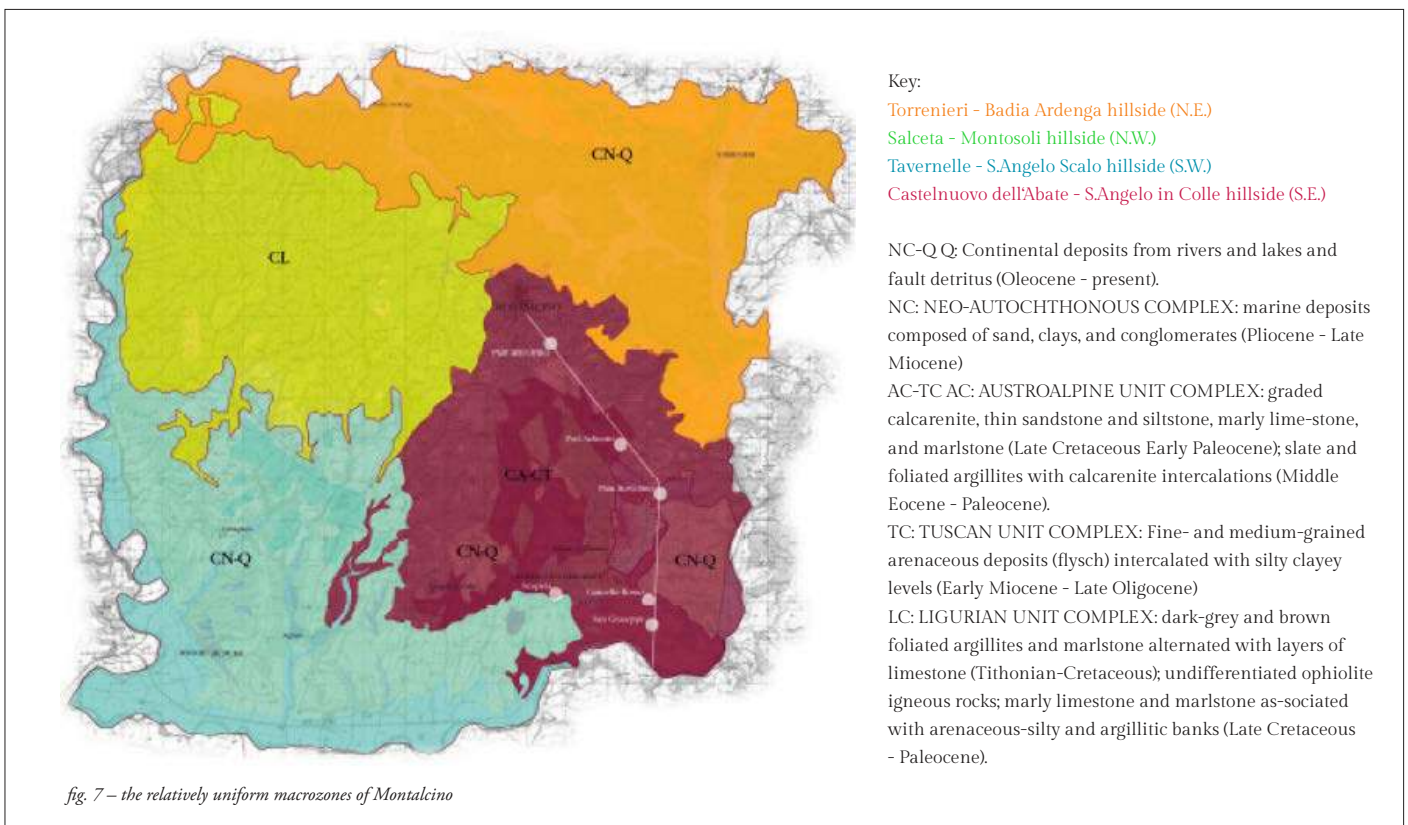 CN-Q
CL
CA-CT
CN-Q
CN-Q
CN-Q
Key:
Torrenieri - Badia Ardenga hillside (N.E.)
Salceta - Montosoli hillside (N.W.)
Tavernelle - S.Angelo Scalo hillside (S.W.)
Castelnuovo dell'Abate - S.Angelo in Colle hillside (S.E.)
NC-Q Q: Continental deposits from rivers and lakes and
fault detritus (Oleocene - present).
NC: NEO-AUTOCHTHONOUS COMPLEX: marine deposits
composed of sand, clays, and conglomerates (Pliocene - Late
Miocene)
AC-TC AC: AUSTROALPINE UNIT COMPLEX: graded
calcarenite, thin sandstone and siltstone, marly lime-stone,
and marlstone (Late Cretaceous Early Paleocene); slate and
foliated argillites with calcarenite intercalations (Middle
Eocene - Paleocene).
TC: TUSCAN UNIT COMPLEX: Fine- and medium-grained
arenaceous deposits (flysch) intercalated with silty clayey
levels (Early Miocene - Late Oligocene)
LC: LIGURIAN UNIT COMPLEX: dark-grey and brown
foliated argillites and marlstone alternated with layers of
limestone (Tithonian-Cretaceous); undifferentiated ophiolite
igneous rocks; marly limestone and marlstone as-sociated
with arenaceous-silty and argillitic banks (Late Cretaceous
- Paleocene).
fig. 7 – the relatively uniform macrozones of Montalcino